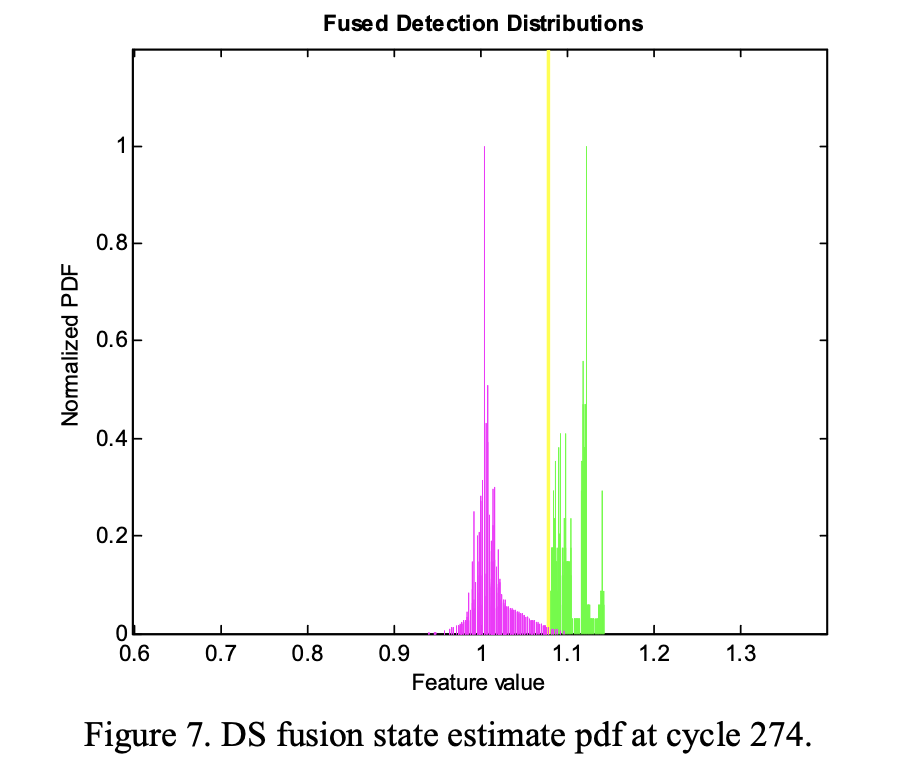 Fused Detection Distributions
1
0.8
0.6
0.4
0.2
0
Normalized PDF
0.6 0.7 0.8 0.9 1 1.1 1.2 1.3
Feature value
Figure 7. DS fusion state estimate pdf at cycle 274.